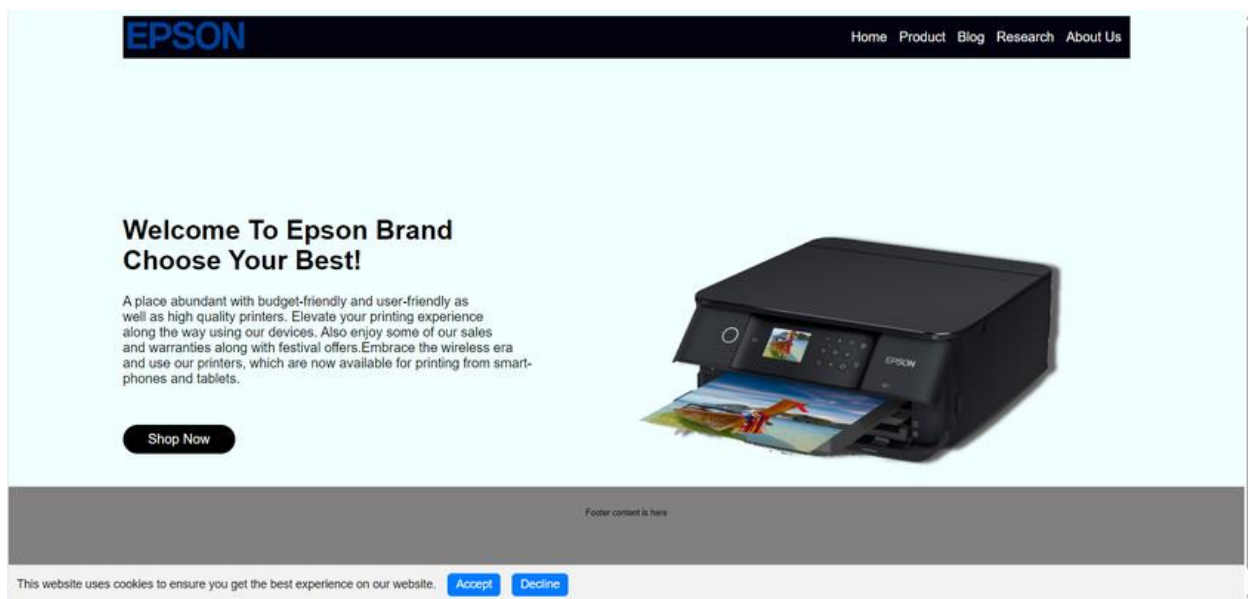 EPSON
Home Product Blog Research About Us
Welcome To Epson Brand
Choose Your Best!
A place abundant with budget-friendly and user-friendly as
well as high quality printers. Elevate your printing experience
along the way using our devices. Also enjoy some of our sales
and warranties along with festival offers.Embrace the wireless era
and use our printers, which are now available for printing from smart-
phones and tablets.
EPSON
Shop Now
Footer content is here
This website uses cookies to ensure you get the best experience on our website. Accept Decline